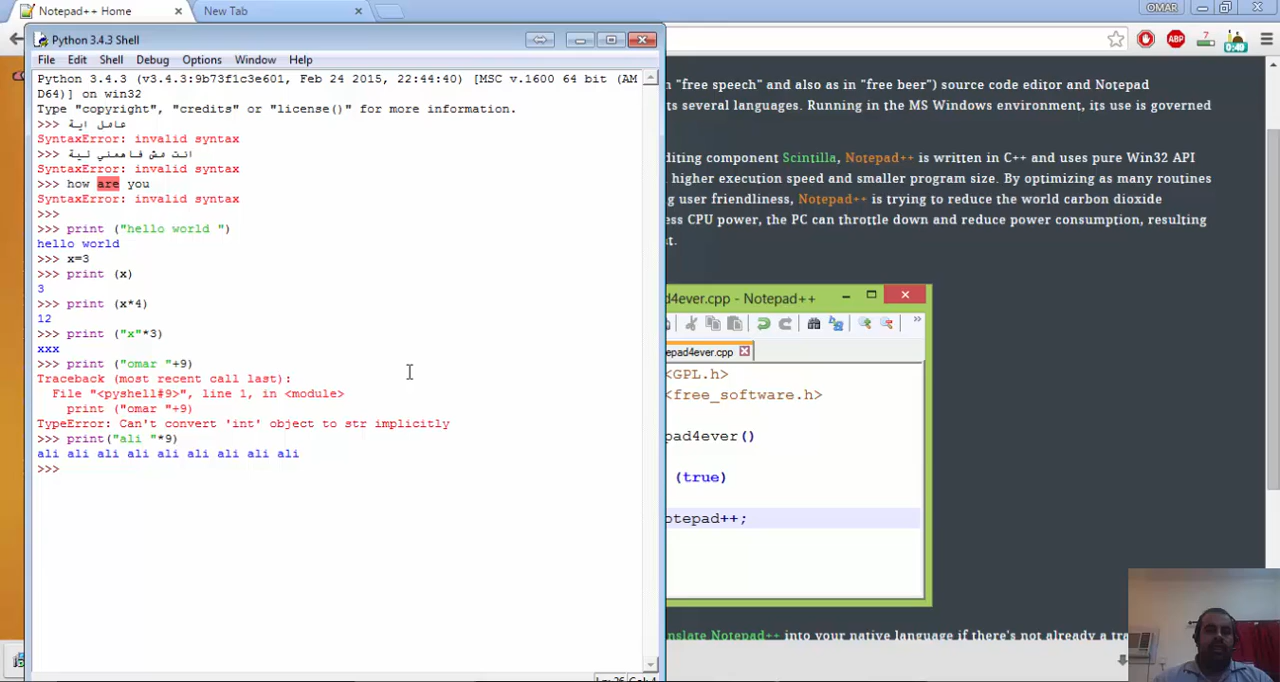 Notepad++ Home
New Tab
OMAR
Python 3.4.3 Shell
File Edit Shell Debug Options Window Help
Python 3.4.3 (v3.4.3:9b73f1c3e601, Feb 24 2015, 22:44:40) [MSC v.1600 64 bit (AM
D64)] on win32
Type "copyright", "credits" or "license()" for more information.
>>> عامل اية
SyntaxError: invalid syntax
>>> انت مش فاهمني لية
SyntaxError: invalid syntax
>>> how are you
SyntaxError: invalid syntax
>>>
>>> print ("hello world ")
hello world
>>> x=3
>>> print (x)
3
>>> print (x*4)
12
>>> print ("x"*3)
xxx
>>> print ("omar "+9)
Traceback (most recent call last):
File "<pyshell#9>", line 1, in <module>
print ("omar "+9)
TypeError: Can't convert 'int' object to str implicitly
>>> print("ali "*9)
ali ali ali ali ali ali ali ali ali
>>>
ABP
7
0:49
n "free speech" and also as in "free beer") source code editor and Notepad
ts several languages. Running in the MS Windows environment, its use is governed
diting component Scintilla, Notepad++ is written in C++ and uses pure Win32 API
higher execution speed and smaller program size. By optimizing as many routines
ng user friendliness, Notepad++ is trying to reduce the world carbon dioxide
ess CPU power, the PC can throttle down and reduce power consumption, resulting
t.
d4ever.cpp - Notepad++
epad4ever.cpp
<GPL.h>
<free_software.h>
pad4ever()
(true)
otepad++;
nslate Notepad++ into your native language if there's not already a tra